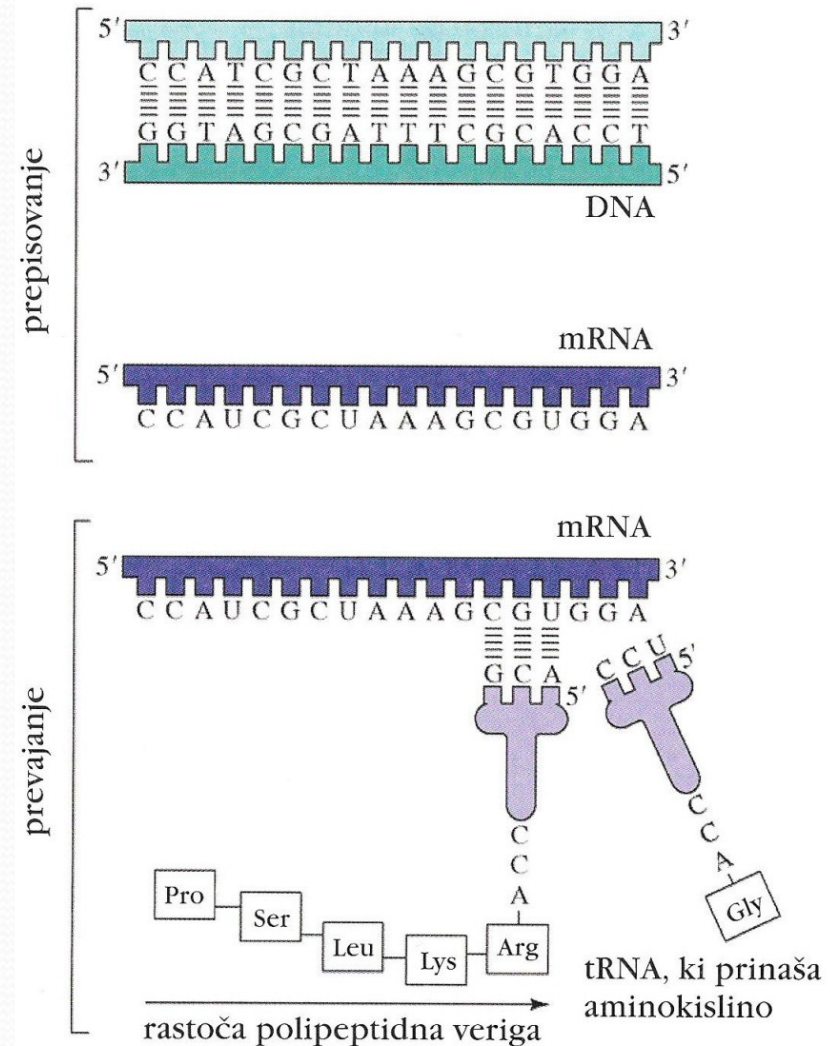 prepisovanje
5' 3'
C C A T C G C T A A A G C G T G G A
G G T A G C G A T T T C G C A C C T
3' 5'
DNA
mRNA
5' 3'
C C A U C G C U A A A G C G U G G A
prevajanje
mRNA
5' 3'
C C A U C G C U A A A G C G U G G A
G C A 5'
C C U 5'
C
C
A
C
C
A
Pro
Ser
Leu
Lys
Arg
Gly
tRNA, ki prinaša
aminokislino
rastoča polipeptidna veriga